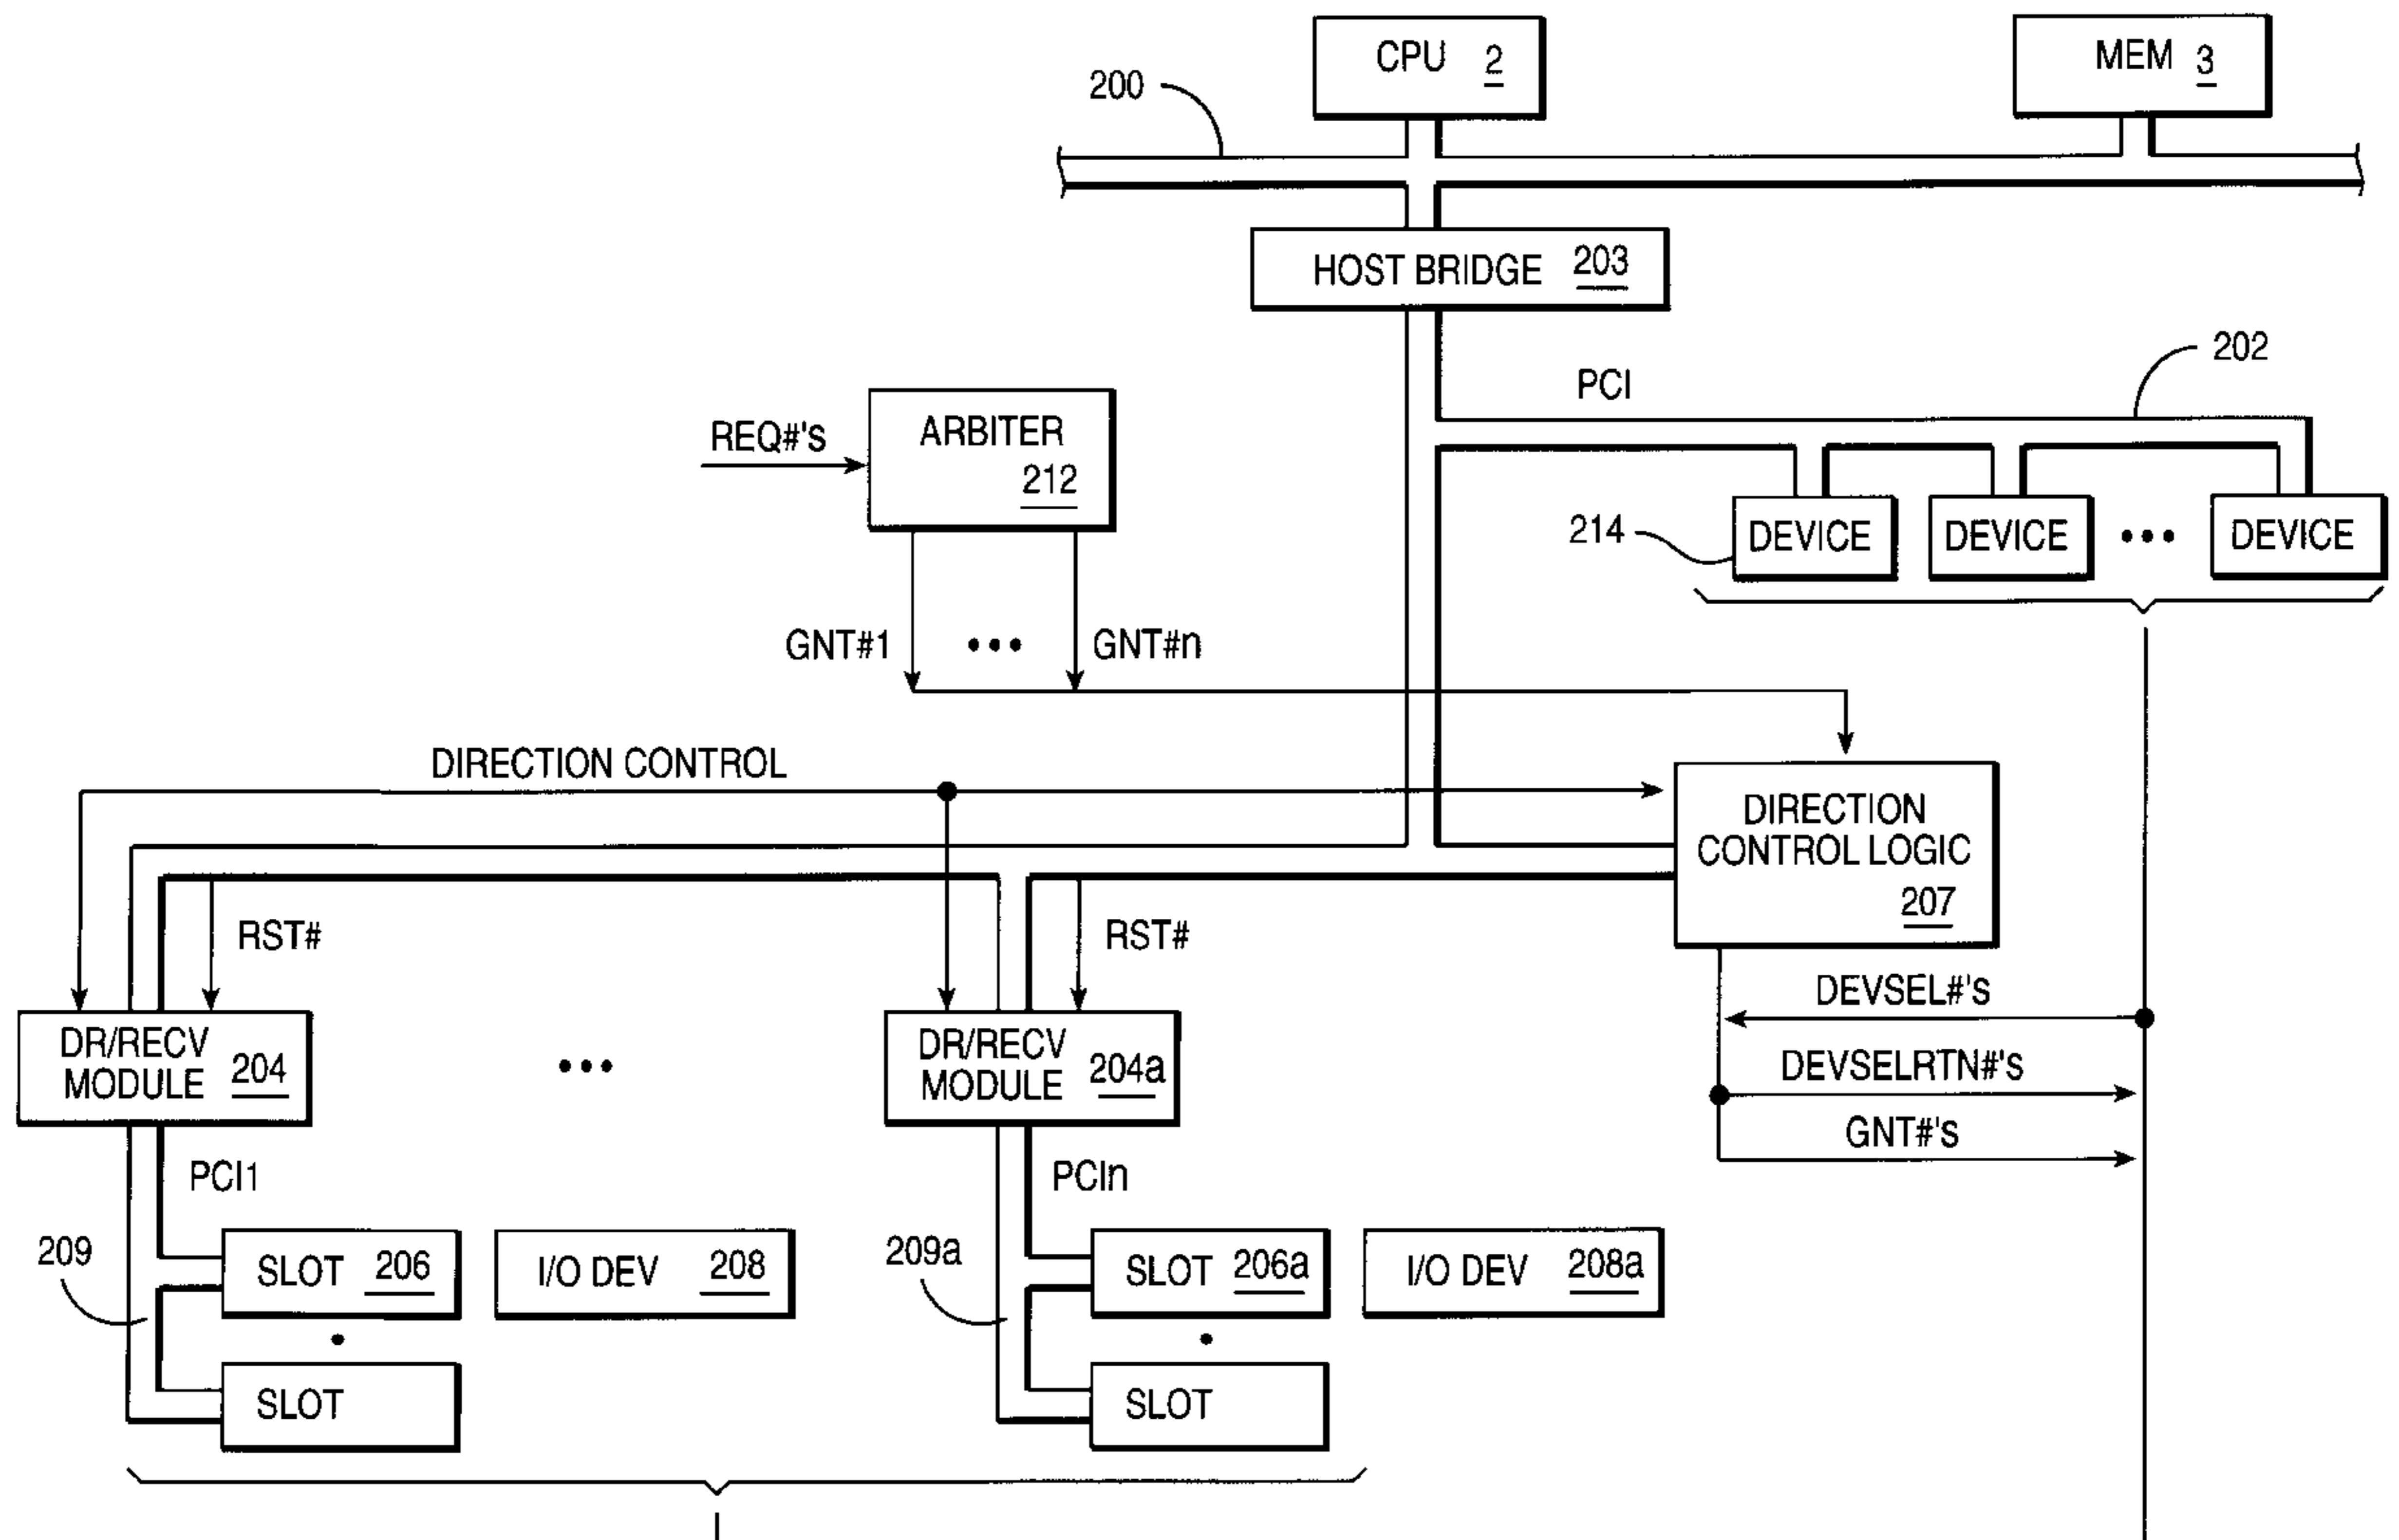 CPU 2
MEM 3
200
HOST BRIDGE 203
202
PCI
REQ#'S
ARBITER
212
214
DEVICE
DEVICE
DEVICE
GNT#1
GNT#n
DIRECTION CONTROL
DIRECTION
CONTROL LOGIC
207
RST#
RST#
DEVSEL#'s
DEVSELRTN#'s
GNT#'s
DR/RECV
MODULE 204
DR/RECV
MODULE 204a
PCI1
PCIn
209
SLOT 206
I/O DEV 208
209a
SLOT 206a
I/O DEV 208a
SLOT
SLOT